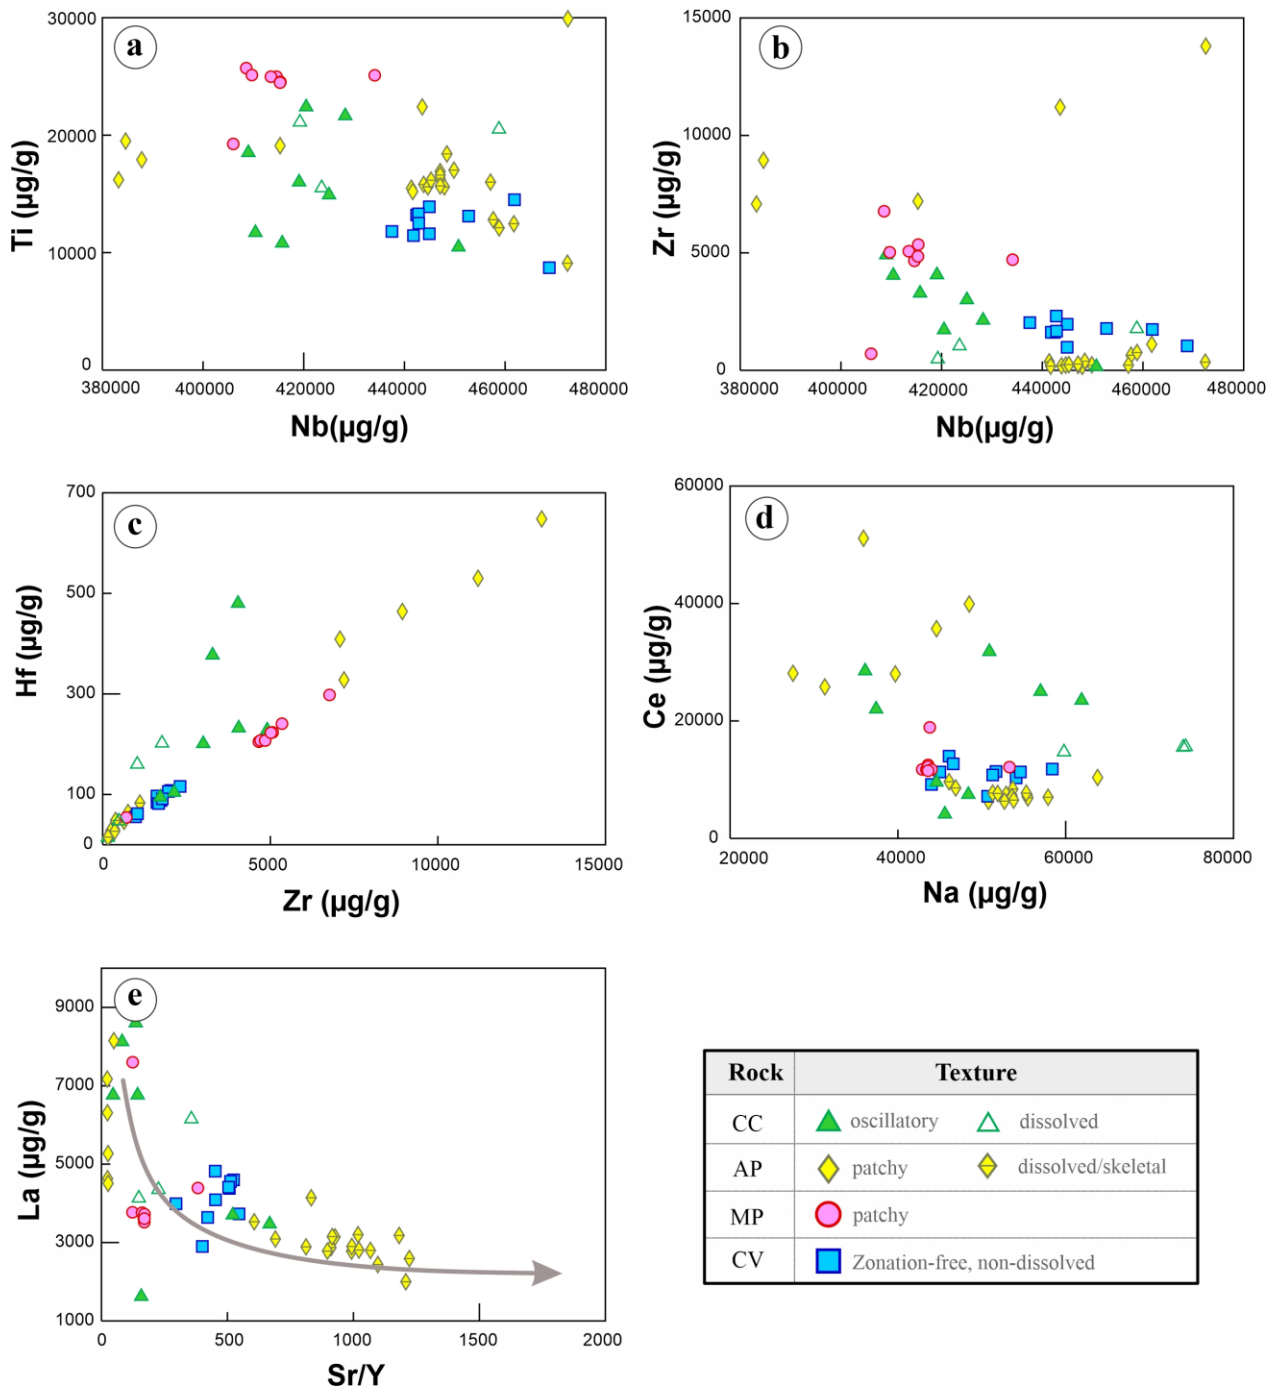 a
30000
20000
10000
0
Ti (µg/g)
380000 400000 420000 440000 460000 480000
Nb(µg/g)
b
15000
10000
5000
0
Zr (µg/g)
380000 400000 420000 440000 460000 480000
Nb(µg/g)
c
700
500
300
100
0
Hf (µg/g)
0 5000 10000 15000
Zr (µg/g)
d
60000
40000
20000
0
Ce (µg/g)
20000 40000 60000 80000
Na (µg/g)
e
9000
7000
5000
3000
1000
La (µg/g)
0 500 1000 1500 2000
Sr/Y
Rock Texture
CC oscillatory dissolved
AP patchy dissolved/skeletal
MP patchy
CV Zonation-free, non-dissolved